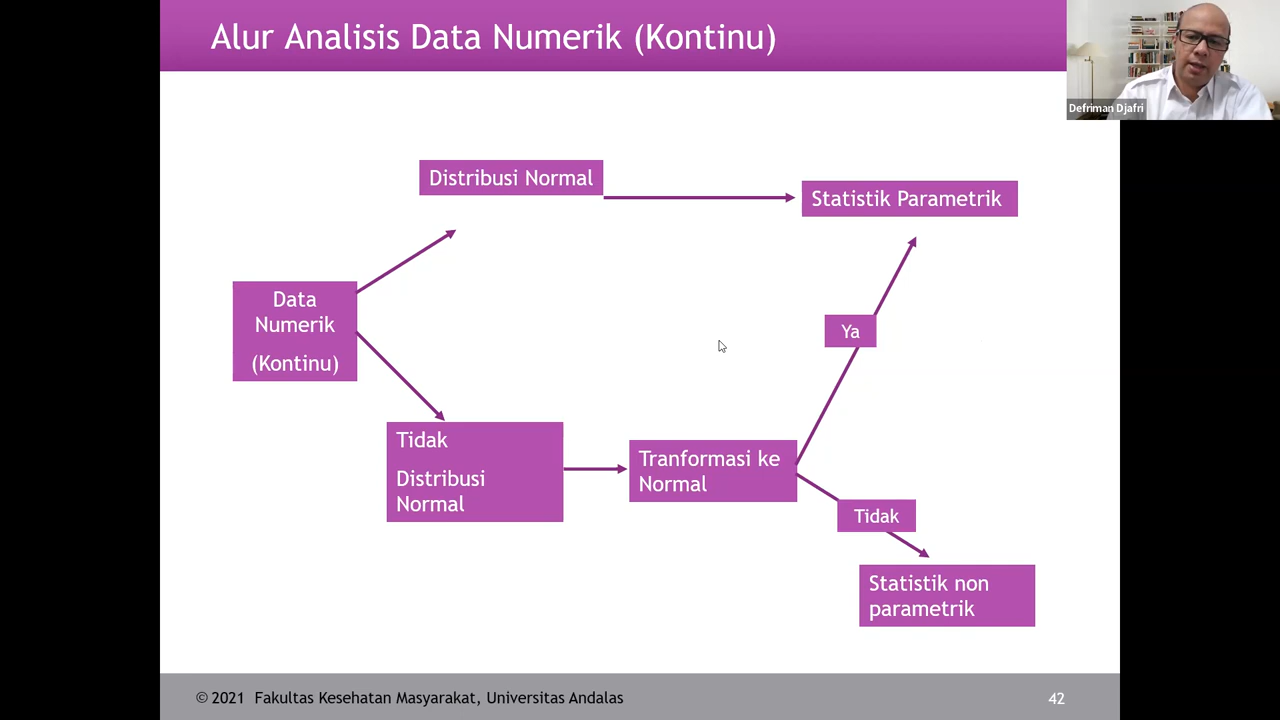 Alur Analisis Data Numerik (Kontinu)
Defriman Djafri
Distribusi Normal
Statistik Parametrik
Data
Numerik
(Kontinu)
Ya
Tidak
Distribusi
Normal
Tranformasi ke
Normal
Tidak
Statistik non
parametrik
© 2021 Fakultas Kesehatan Masyarakat, Universitas Andalas
42